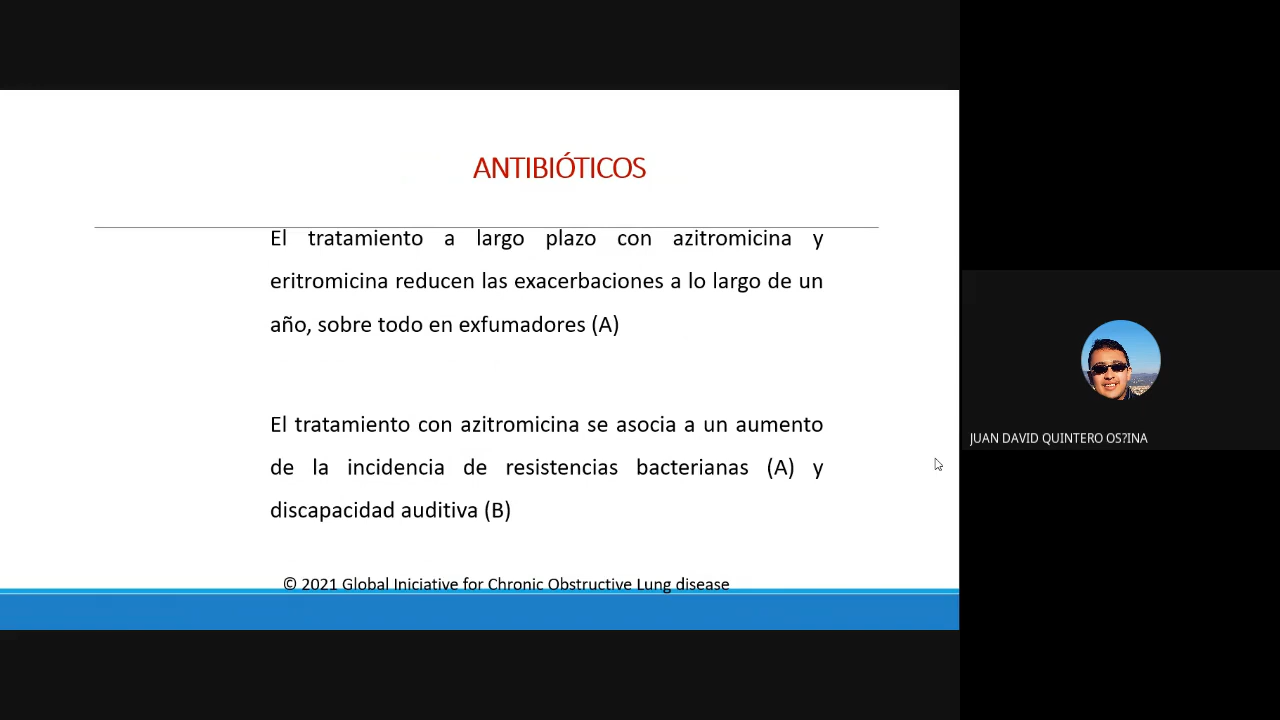 ANTIBIÓTICOS
El tratamiento a largo plazo con azitromicina y
eritromicina reducen las exacerbaciones a lo largo de un
año, sobre todo en exfumadores (A)
El tratamiento con azitromicina se asocia a un aumento
de la incidencia de resistencias bacterianas (A) y
discapacidad auditiva (B)
© 2021 Global Iniciative for Chronic Obstructive Lung disease
JUAN DAVID QUINTERO OS?INA